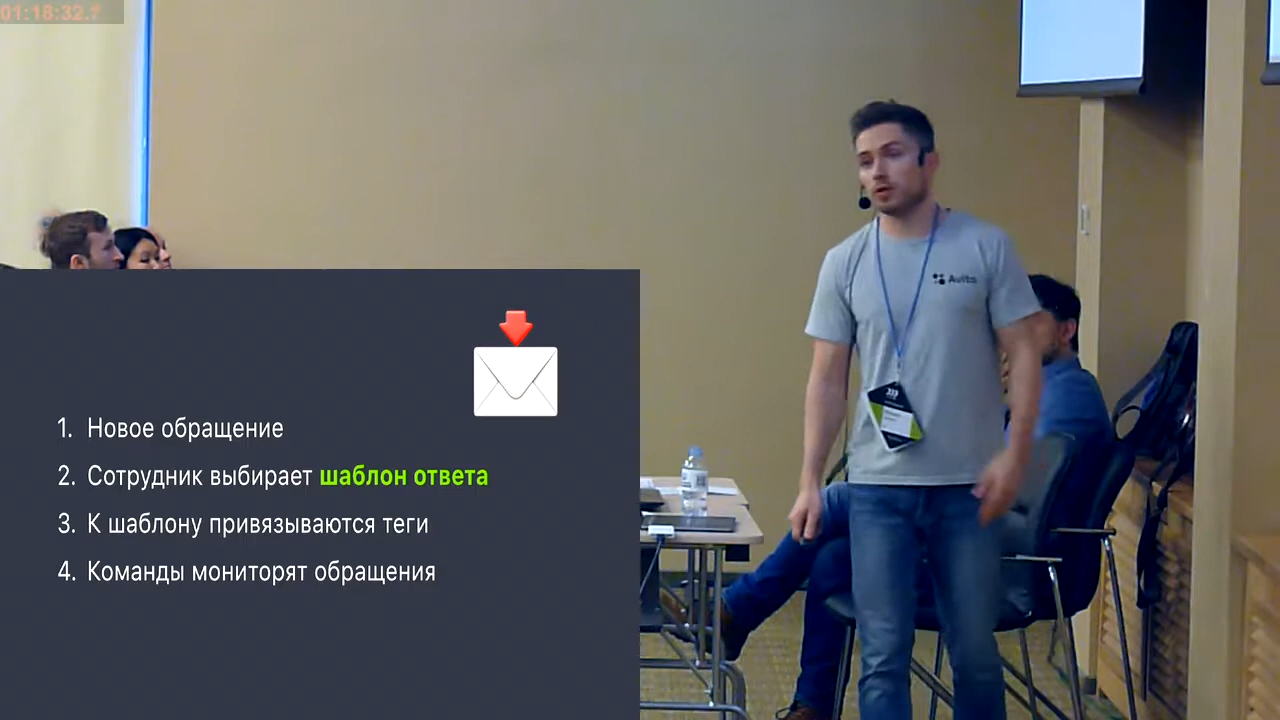 01:18:32.
Avito
1. Новое обращение
2. Сотрудник выбирает шаблон ответа
3. К шаблону привязываются теги
4. Команды мониторят обращения